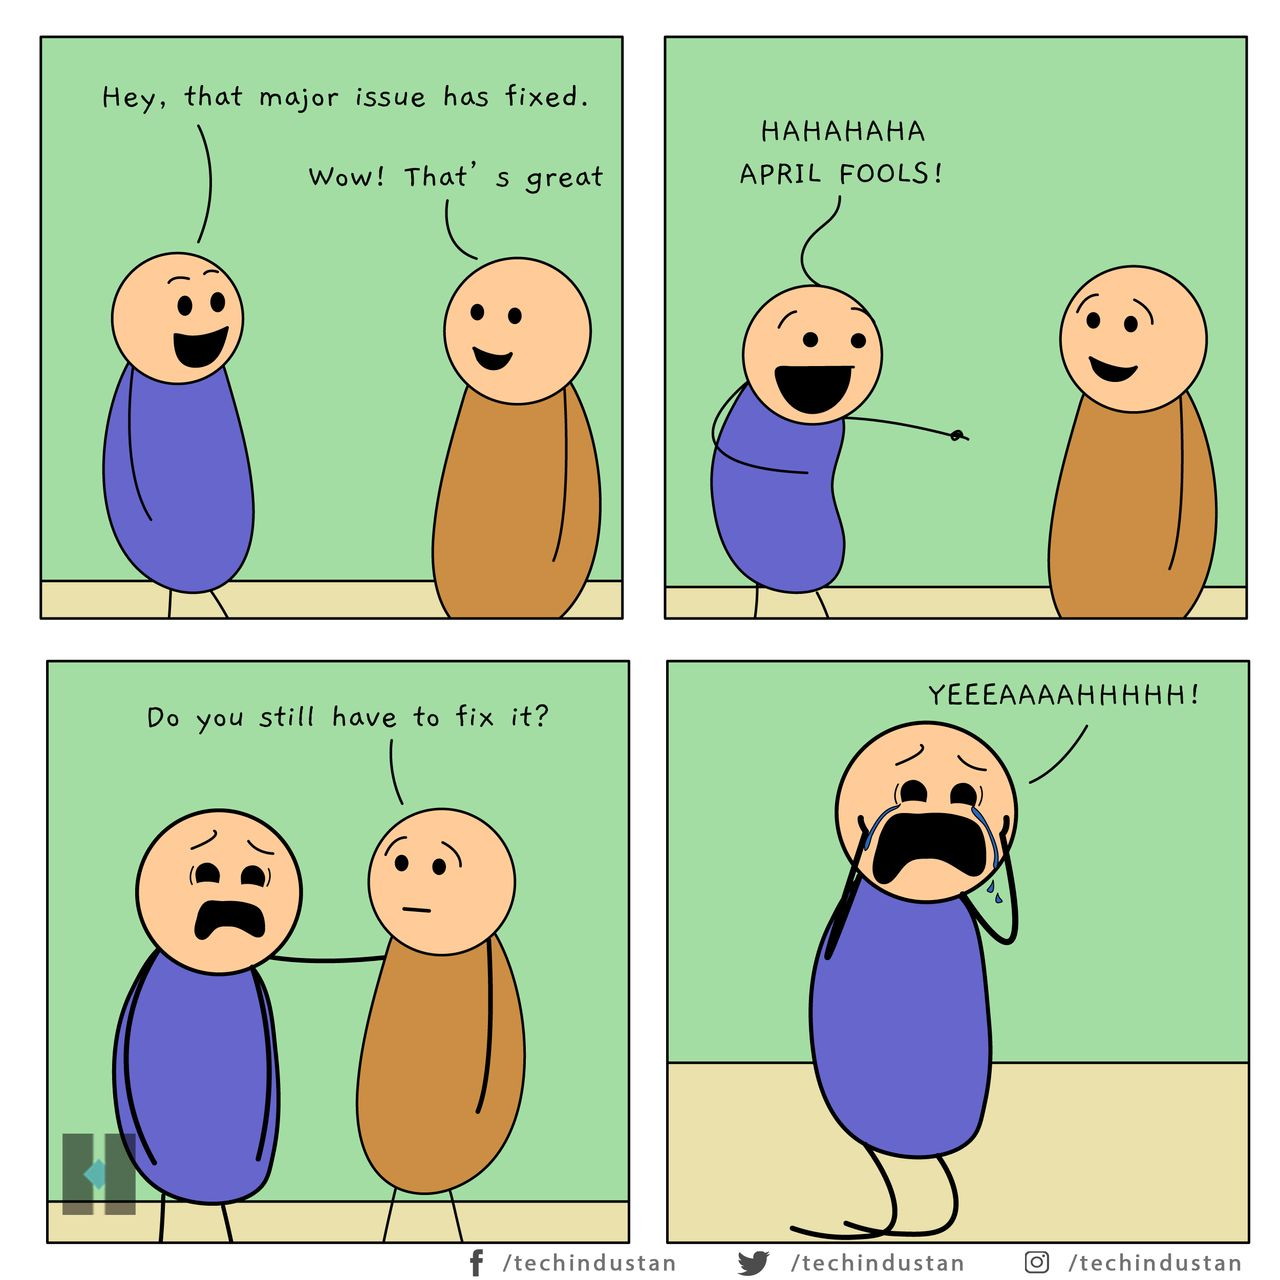 Hey, that major issue has fixed.
Wow! That's great
HAHAHAHA
APRIL FOOLS!
Do you still have to fix it?
YEEEAAAAHHHHH!
/techindustan
/techindustan
/techindustan